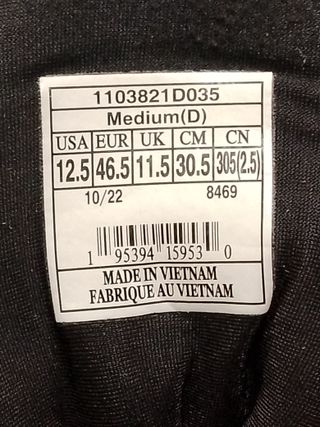 1103821D035
Medium(D)
USA EUR UK CM CN
12.5 46.5 11.5 30.5 305(2.5)
10/22 8469
1 95394 15953 0
MADE IN VIETNAM
FABRIQUE AU VIETNAM